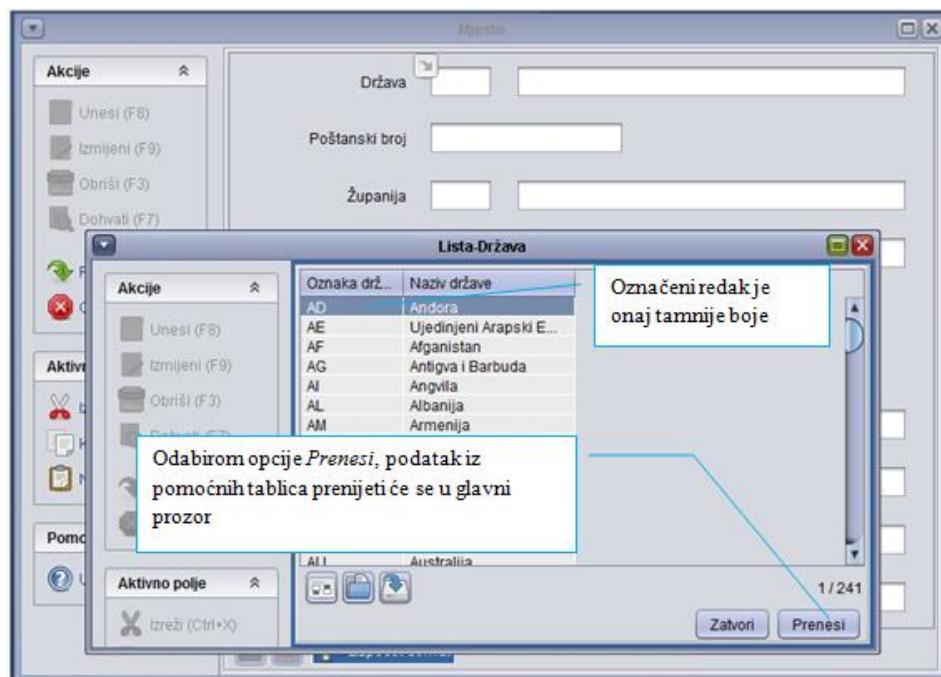 Mjesto
Akcije
Unesi (F8)
Izmijeni (F9)
Obriši (F3)
Dohvati (F7)
Država
Poštanski broj
Županija
Lista-Država
Akcije
Unesi (F8)
Izmijeni (F9)
Obriši (F3)
Dohvati (F7)
Oznaka drž... Naziv države
AD Andora
AE Ujedinjeni Arapski E...
AF Afganistan
AG Antigva i Barbuda
AI Angvila
AL Albanija
AM Armenija
AU Australija
Označeni redak je
onaj tamnije boje
Odabirom opcije Prenesi, podatak iz
pomoćnih tablica prenijeti će se u glavni
prozor
Aktivno polje
Izreži (Ctrl+X)
1 / 241
Zatvori
Prenesi